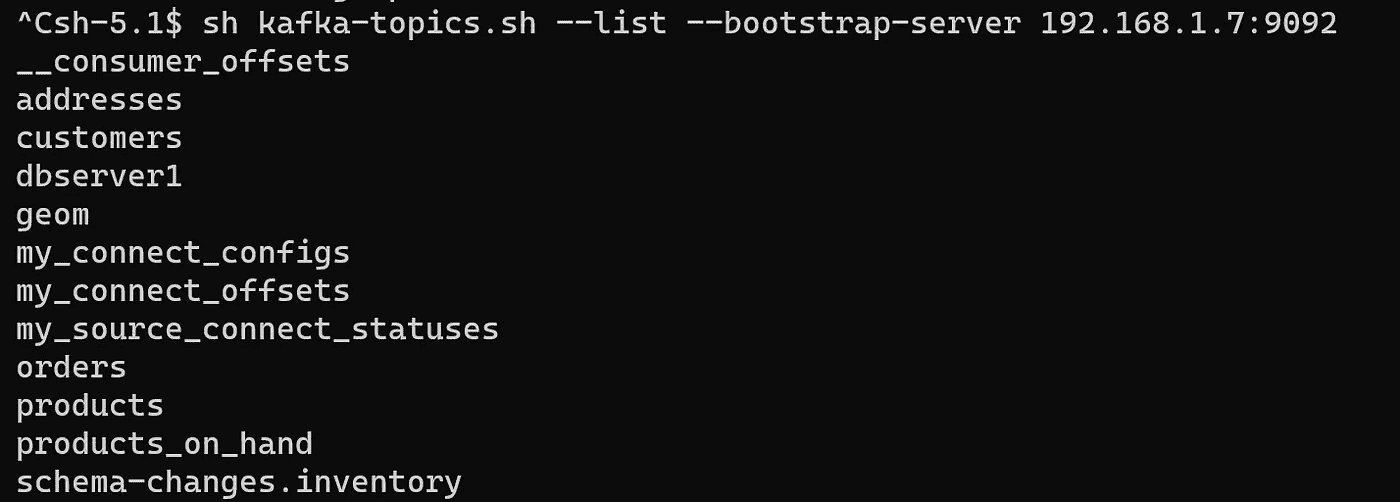 ^Csh-5.1$ sh kafka-topics.sh --list --bootstrap-server 192.168.1.7:9092
__consumer_offsets
addresses
customers
dbserver1
geom
my_connect_configs
my_connect_offsets
my_source_connect_statuses
orders
products
products_on_hand
schema-changes.inventory